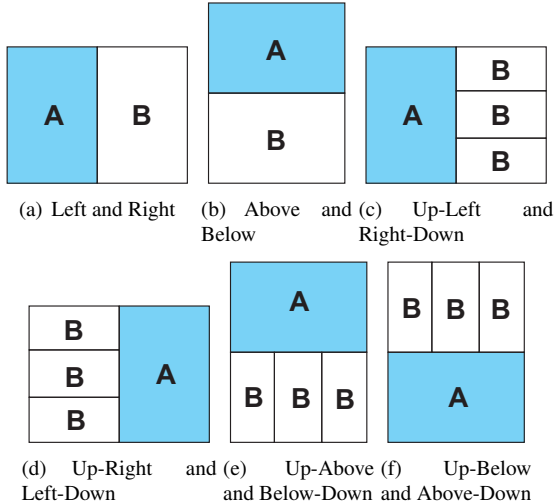 A
A B
B
A B
B
B
(a) Left and Right
(b) Above and
Below
(c) Up-Left and
Right-Down
B
B A
B
A
B B B
B B B
A
(d) Up-Right and
Left-Down
(e) Up-Above
and Below-Down
(f) Up-Below
and Above-Down